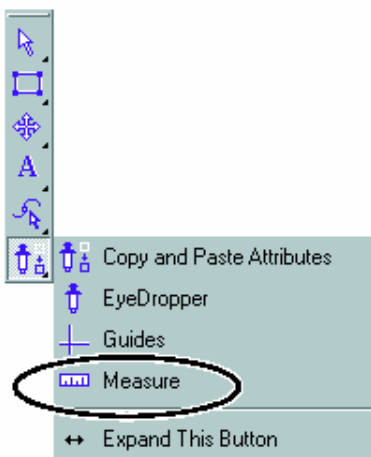 A
Copy and Paste Attributes
EyeDropper
Guides
Measure
Expand This Button